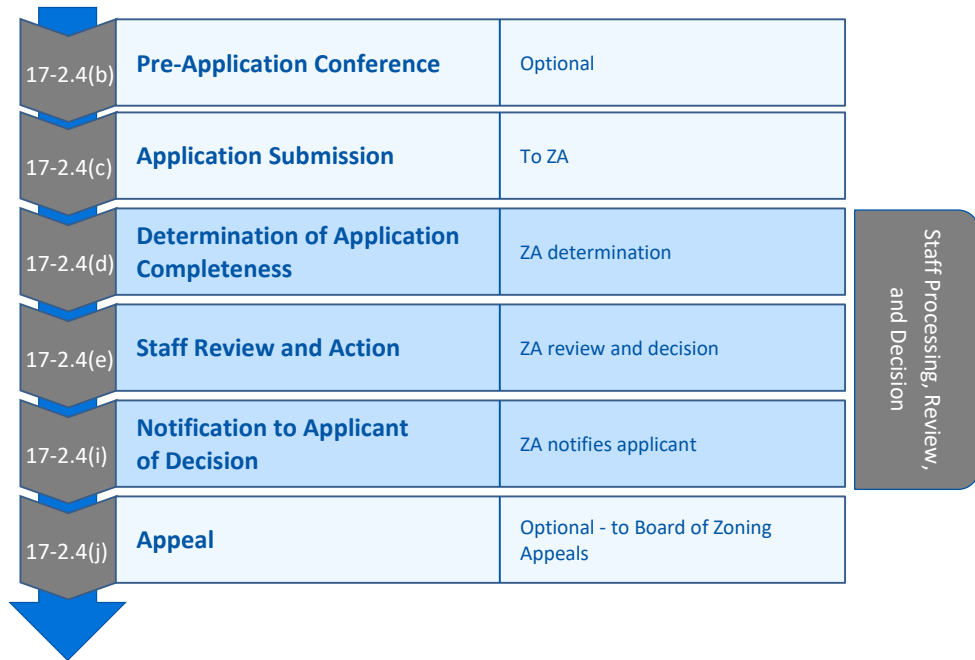 17-2.4(b)
Pre-Application Conference
Optional
17-2.4(c)
Application Submission
To ZA
17-2.4(d)
Determination of Application
Completeness
ZA determination
17-2.4(e)
Staff Review and Action
ZA review and decision
17-2.4(i)
Notification to Applicant
of Decision
ZA notifies applicant
17-2.4(j)
Appeal
Optional - to Board of Zoning
Appeals
Staff Processing, Review,
and Decision